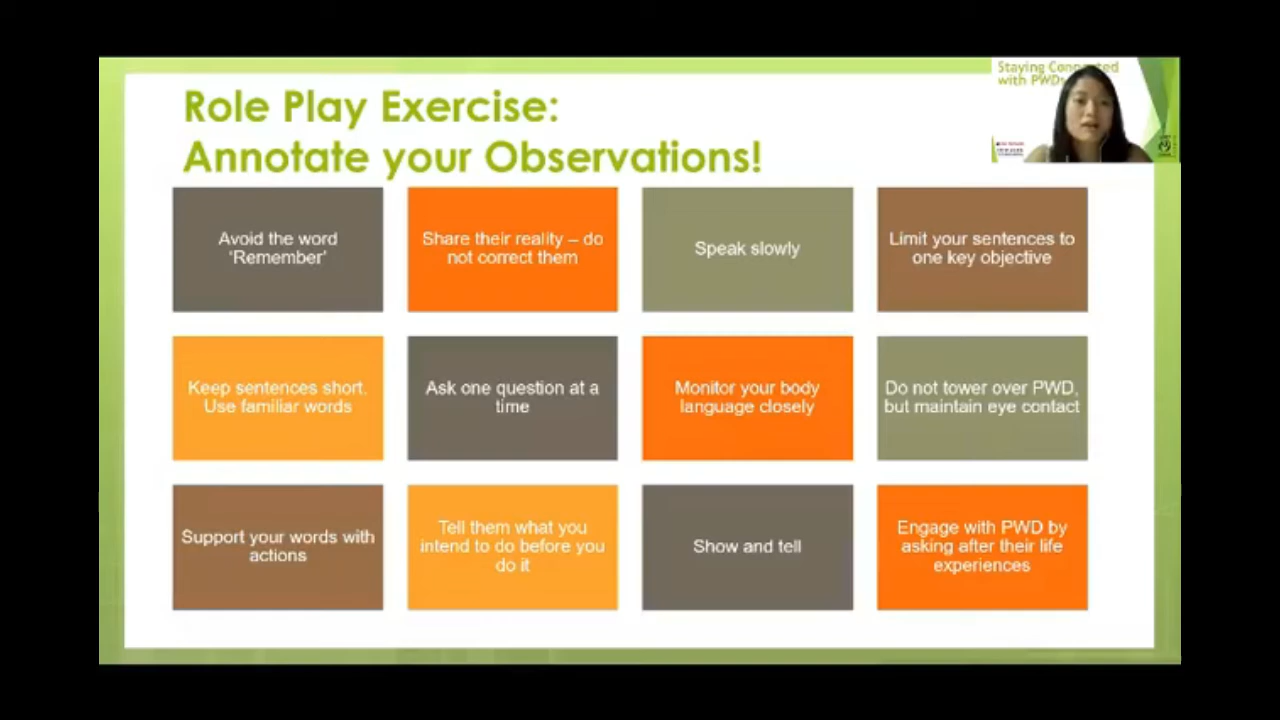 Staying Connected
with PWDs
Role Play Exercise:
Annotate your Observations!
Avoid the word
'Remember'
Share their reality – do
not correct them
Speak slowly
Limit your sentences to
one key objective
Keep sentences short.
Use familiar words
Ask one question at a
time
Monitor your body
language closely
Do not tower over PWD,
but maintain eye contact
Support your words with
actions
Tell them what you
intend to do before you
do it
Show and tell
Engage with PWD by
asking after their life
experiences